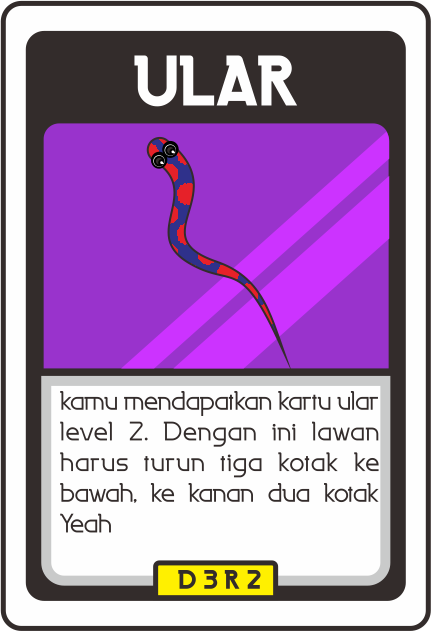 ULAR
kamu mendapatkan kartu ular
level 2. Dengan ini lawan
harus turun tiga kotak ke
bawah, ke kanan dua kotak
Yeah
D3R2